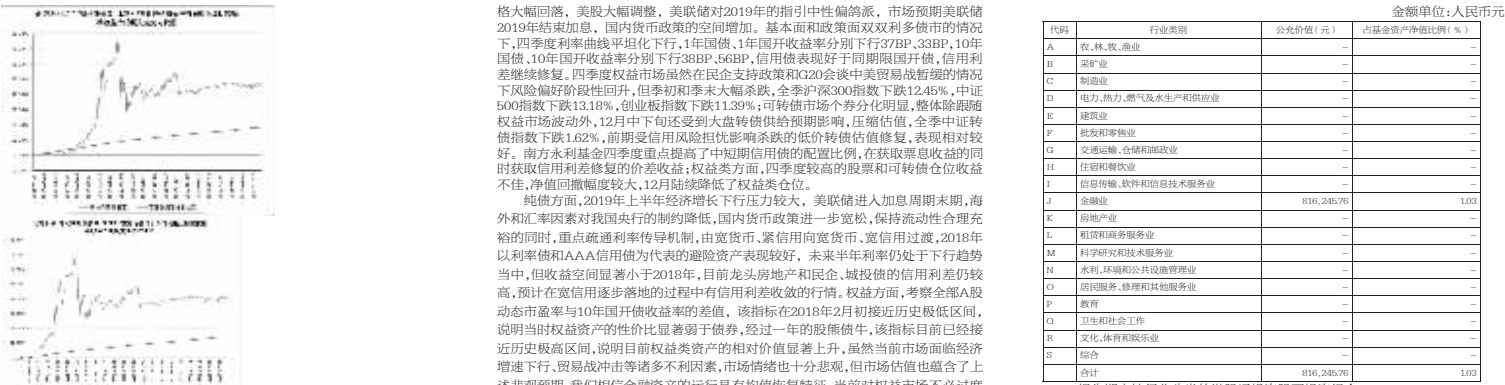 格大幅回落，美股大幅调整，美联储对2019年的指引中性偏鸽派，市场预期美联储
2019年结束加息，国内货币政策的空间增加。基本面和政策面双双利多债市的情况
下,四季度利率曲线平坦化下行,1年国债、1年国开收益率分别下行37BP、33BP,10年
国债、10年国开收益率分别下行38BP、56BP,信用债表现好于同期限国开债,信用利
差继续修复。四季度权益市场虽然在民企支持政策和G20会谈中美贸易战暂缓的情况
下风险偏好阶段性回升,但季初和季末大幅杀跌,全季沪深300指数下跌12.45%,中证
500指数下跌13.18%,创业板指数下跌11.39%;可转债市场个券分化明显,整体除跟随
权益市场波动外,12月中下旬还受到大盘转债供给预期影响,压缩估值,全季中证转
债指数下跌1.62%,前期受信用风险担忧影响杀跌的低价转债估值修复,表现相对较
好。南方永利基金四季度重点提高了中短期信用债的配置比例,在获取票息收益的同
时获取信用利差修复的价差收益;权益类方面,四季度较高的股票和可转债仓位收益
不佳,净值回撤幅度较大,12月陆续降低了权益类仓位。
纯债方面,2019年上半年经济增长下行压力较大，美联储进入加息周期末期,海
外和汇率因素对我国央行的制约降低,国内货币政策进一步宽松,保持流动性合理充
裕的同时,重点疏通利率传导机制,由宽货币、紧信用向宽货币、宽信用过渡,2018年
以利率债和AAA信用债为代表的避险资产表现较好，未来半年利率仍处于下行趋势
当中,但收益空间显著小于2018年,目前龙头房地产和民企、城投债的信用利差仍较
高,预计在宽信用逐步落地的过程中有信用利差收敛的行情。权益方面,考察全部A股
动态市盈率与10年国开债收益率的差值，该指标在2018年2月初接近历史极低区间,
说明当时权益资产的性价比显著弱于债券,经过一年的股熊债牛,该指标目前已经接
近历史极高区间,说明目前权益类资产的相对价值显著上升,虽然当前市场面临经济
增速下行、贸易战冲击等诸多不利因素,市场情绪也十分悲观,但市场估值也蕴含了上
述悲观预期,我们相信金融资产的运行具有均值恢复特征,当前对权益市场不必过度
金额单位:人民币元
代码 行业类别 公允价值（元） 占基金资产净值比例（%）
A 农、林、牧、渔业 – –
B 采矿业 – –
C 制造业 – –
D 电力、热力、燃气及水生产和供应业 – –
E 建筑业 – –
F 批发和零售业 – –
G 交通运输、仓储和邮政业 – –
H 住宿和餐饮业 – –
I 信息传输、软件和信息技术服务业 – –
J 金融业 816,245.76 1.03
K 房地产业 – –
L 租赁和商务服务业 – –
M 科学研究和技术服务业 – –
N 水利、环境和公共设施管理业 – –
O 居民服务、修理和其他服务业 – –
P 教育 – –
Q 卫生和社会工作 – –
R 文化、体育和娱乐业 – –
S 综合 – –
合计 816,245.76 1.03